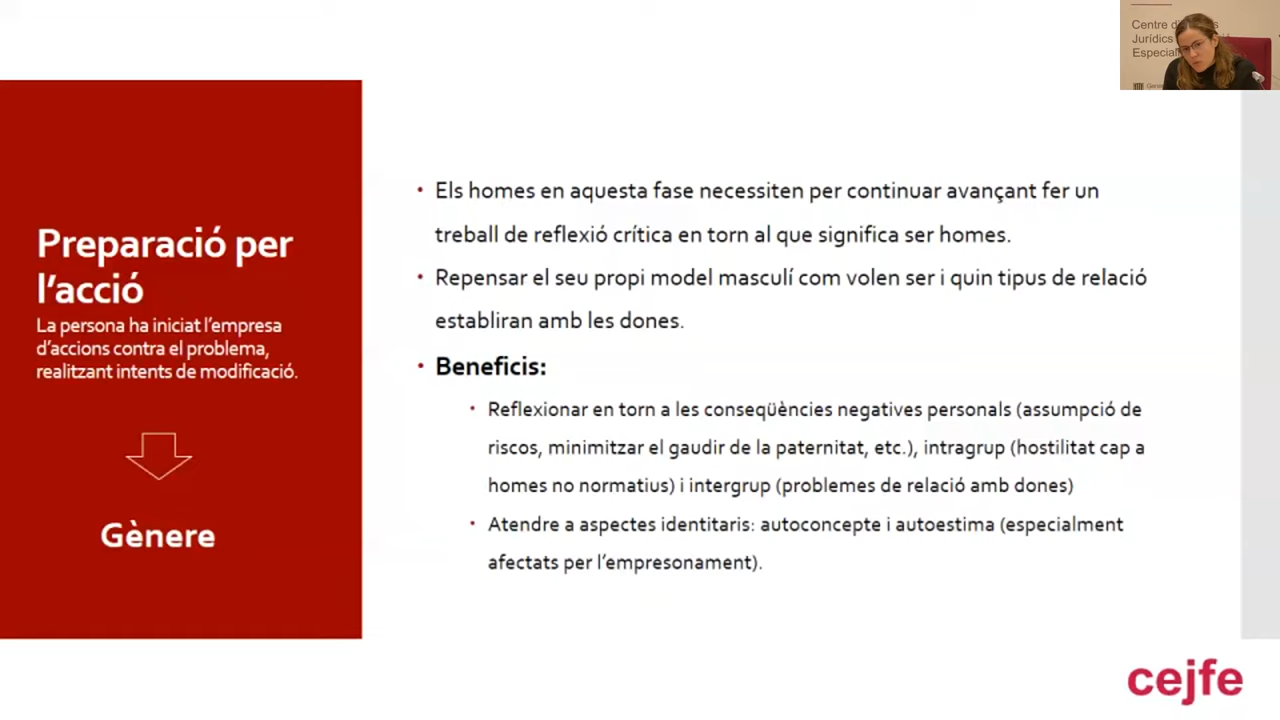 Preparació per
l'acció
La persona ha iniciat l'empresa
d'accions contra el problema,
realitzant intents de modificació.
Gènere
• Els homes en aquesta fase necessiten per continuar avançant fer un
treball de reflexió crítica en torn al que significa ser homes.
• Repensar el seu propi model masculí com volen ser i quin tipus de relació
establiran amb les dones.
• Beneficis:
• Reflexionar en torn a les conseqüències negatives personals (assumpció de
riscos, minimitzar el gaudir de la paternitat, etc.), intragrup (hostilitat cap a
homes no normatius) i intergrup (problemes de relació amb dones)
• Atendre a aspectes identitaris: autoconcepte i autoestima (especialment
afectats per l'empresonament).
Centre
Jurídics
cejfe